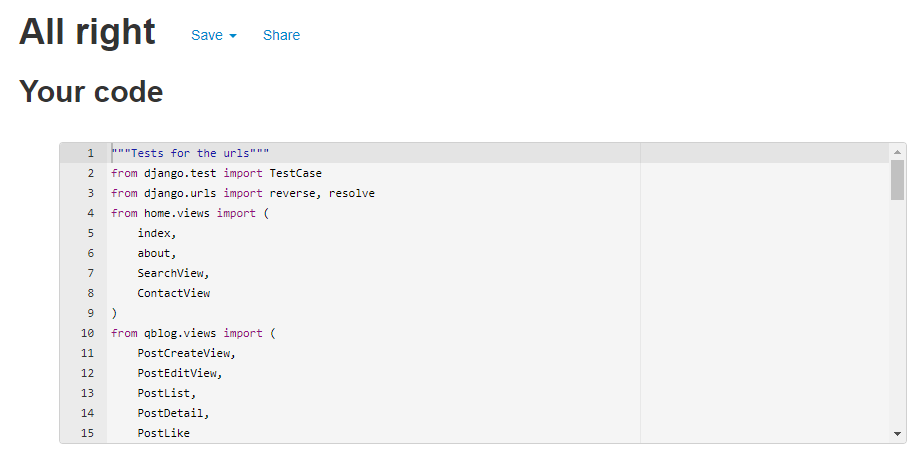 All right Save Share
Your code
1 """Tests for the urls"""
2 from django.test import TestCase
3 from django.urls import reverse, resolve
4 from home.views import (
5     index,
6     about,
7     SearchView,
8     ContactView
9 )
10 from qblog.views import (
11     PostCreateView,
12     PostEditView,
13     PostList,
14     PostDetail,
15     PostLike